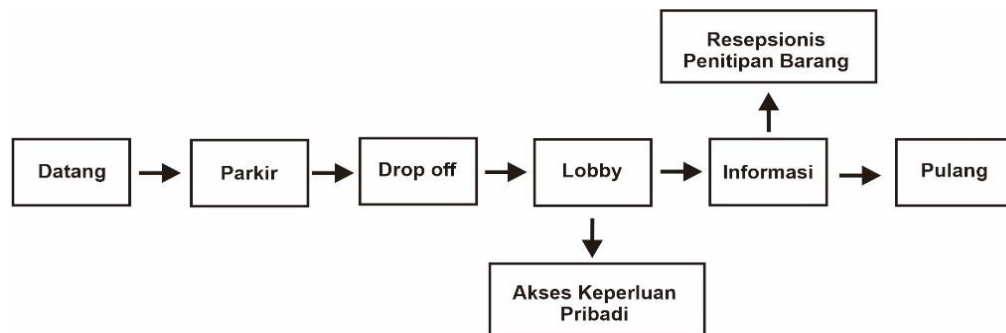 Resepsionis
Penitipan Barang
Datang
Parkir
Drop off
Lobby
Informasi
Pulang
Akses Keperluan
Pribadi